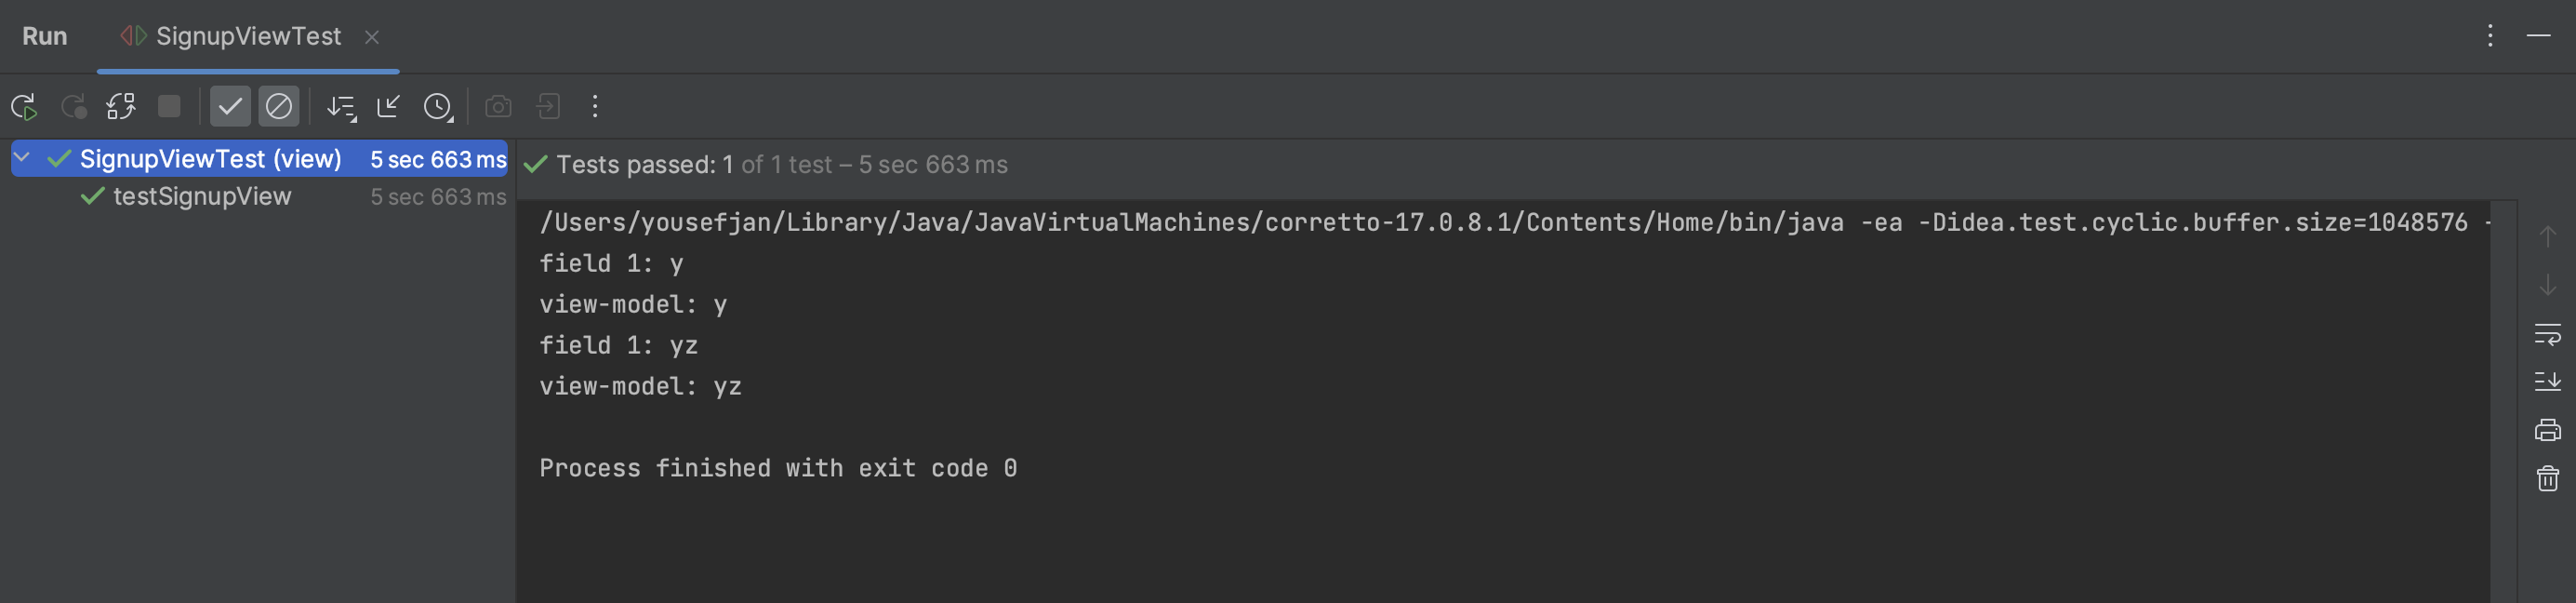 Run SignupViewTest
SignupViewTest (view) 5 sec 663 ms
testSignupView 5 sec 663 ms
Tests passed: 1 of 1 test – 5 sec 663 ms
/Users/yousefjan/Library/Java/JavaVirtualMachines/corretto-17.0.8.1/Contents/Home/bin/java -ea -Didea.test.cyclic.buffer.size=1048576 -
field 1: y
view-model: y
field 1: yz
view-model: yz
Process finished with exit code 0